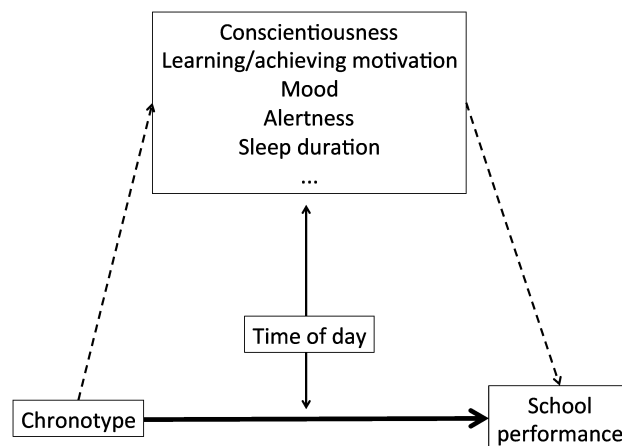 Conscientiousness
Learning/achieving motivation
Mood
Alertness
Sleep duration
...
Time of day
Chronotype
School
performance